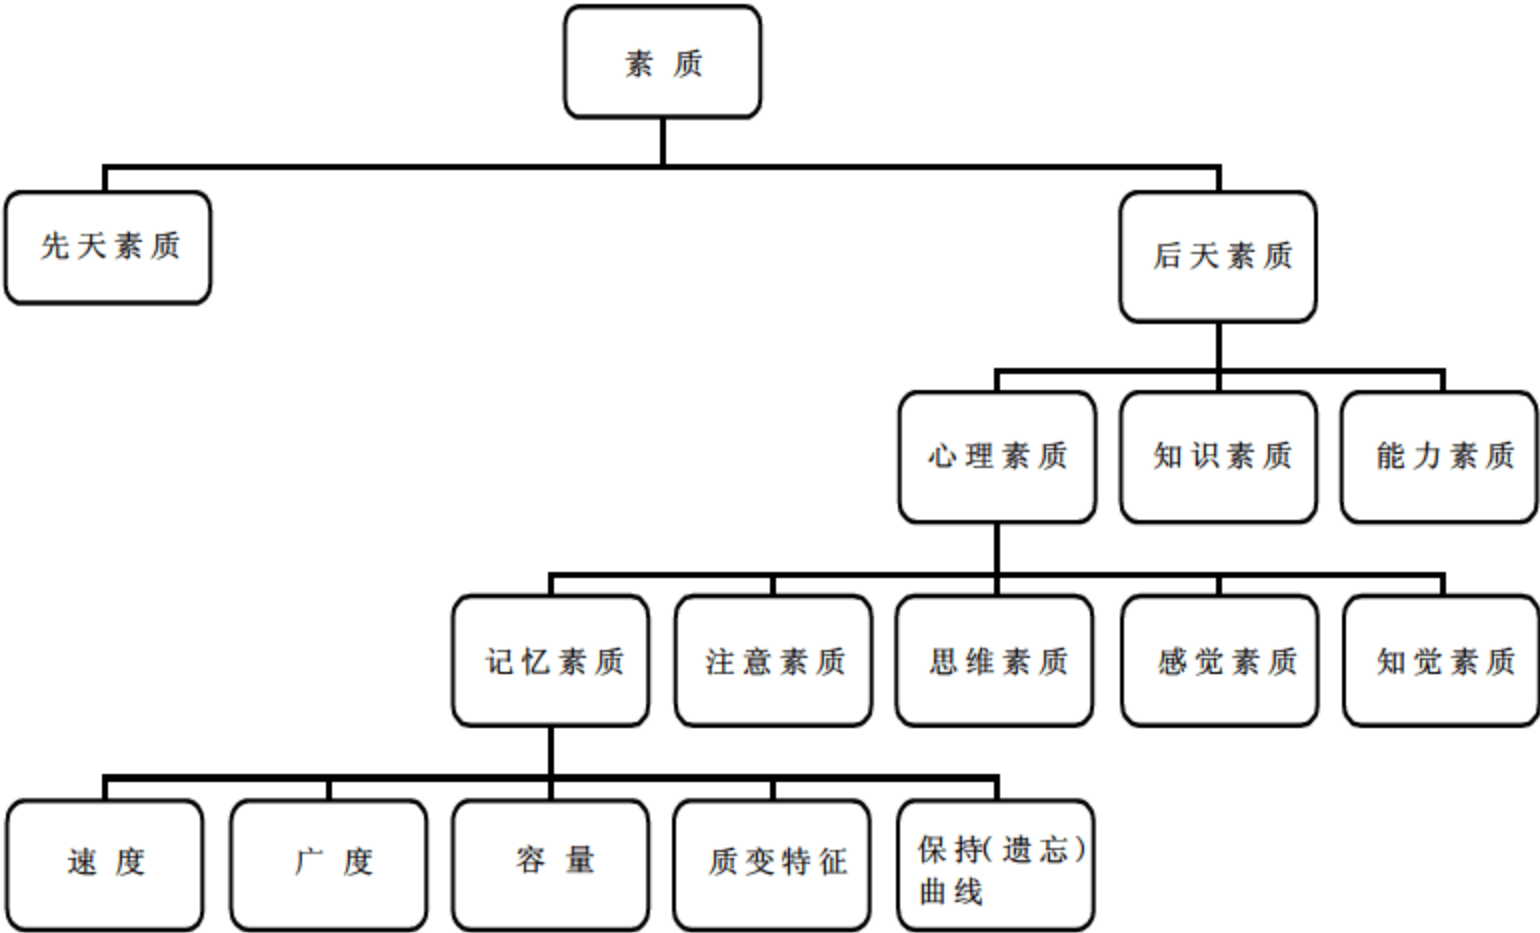 素 质
先天素质
后天素质
心理素质
知识素质
能力素质
记忆素质
注意素质
思维素质
感觉素质
知觉素质
速 度
广 度
容 量
质变特征
保持(遗忘)
曲线